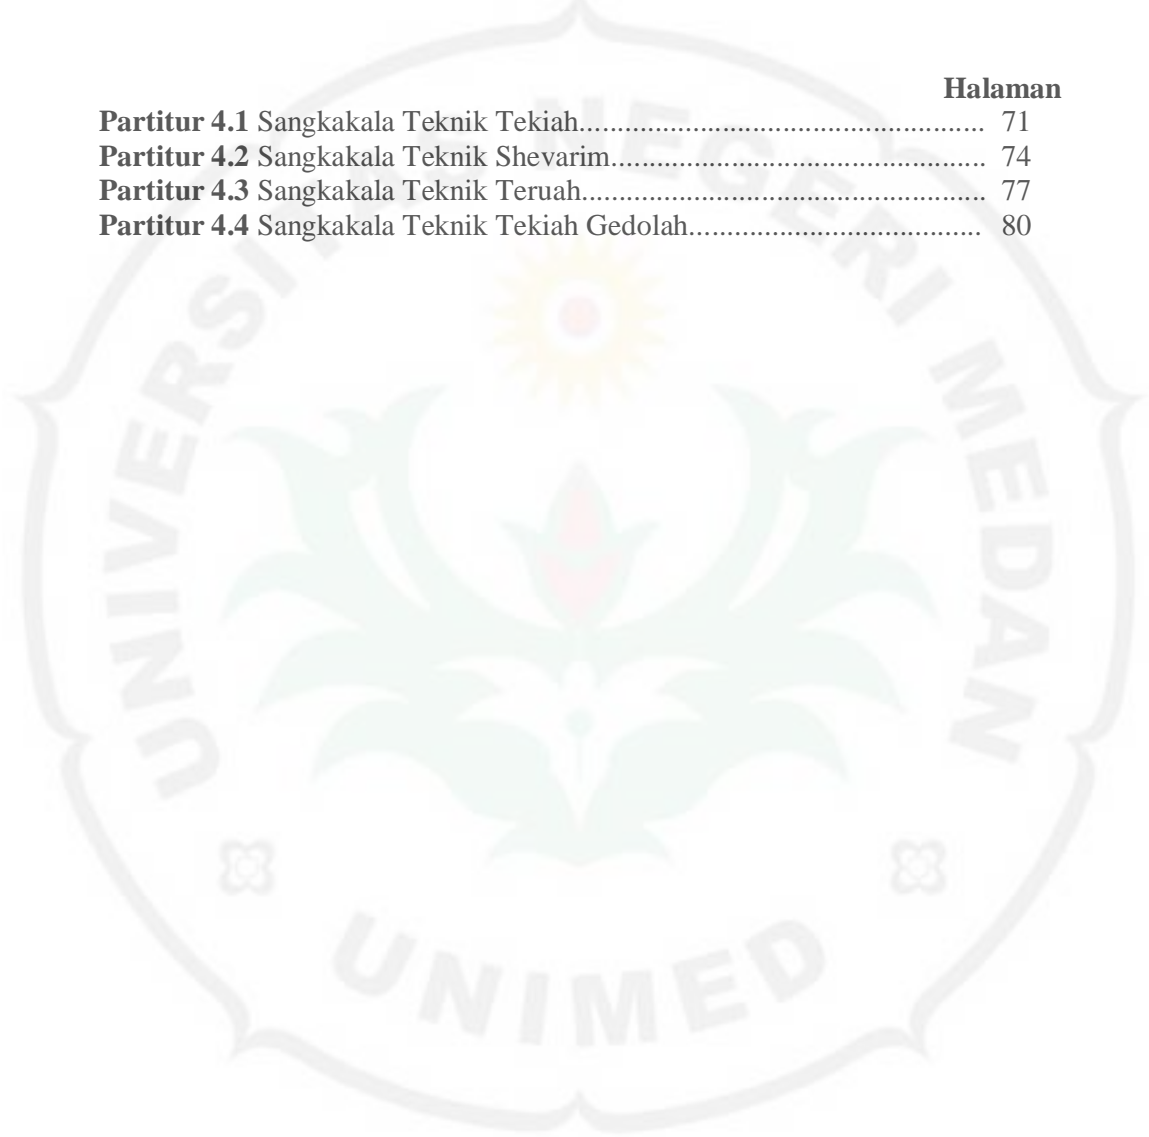 Halaman
Partitur 4.1 Sangkakala Teknik Tekiah..................................................... 71
Partitur 4.2 Sangkakala Teknik Shevarim................................................. 74
Partitur 4.3 Sangkakala Teknik Teruah..................................................... 77
Partitur 4.4 Sangkakala Teknik Tekiah Gedolah...................................... 80
UNIVERSITAS NEGERI MEDAN
UNIMED